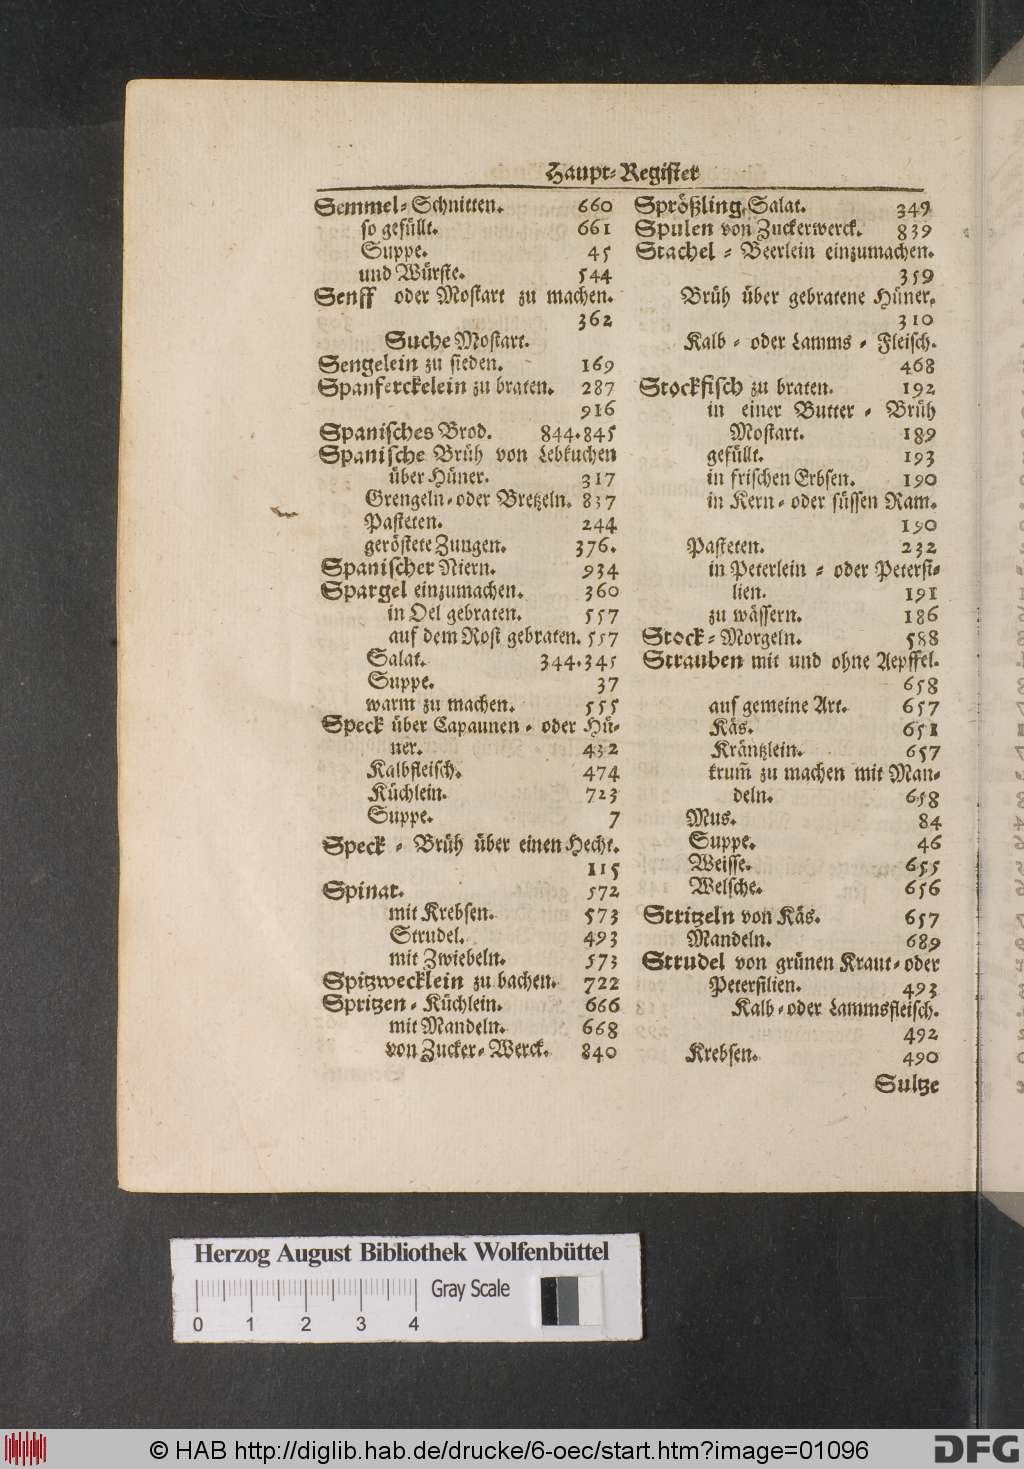 Haupt-Register
Semmel-Schnitten. 660
so gefüllt. 661
Suppe. 45
und Würste. 544
Senff oder Mostart zu machen.
362
Suche Mostart.
Sengelein zu sieden. 169
Spanferckelein zu braten. 287
916
Spanisches Brod. 844.845
Spanische Brüh von Lebkuchen
über Hüner. 317
Grengeln-oder Bretzeln. 837
Pasteten. 244
geröstete Zungen. 376.
Spanischer Niern. 934
Spargel einzumachen. 360
in Oel gebraten. 557
auf dem Rost gebraten. 557
Salat. 344.345
Suppe. 37
warm zu machen. 555
Speck über Capaunen-oder Hü-
ner. 432
Kalbfleisch. 474
Küchlein. 723
Suppe. 7
Speck-Brüh über einen Hecht.
115
Spinat. 572
mit Krebsen. 573
Strudel. 493
mit Zwiebeln. 573
Spitzwecklein zu bachen. 722
Spritzen-Küchlein. 666
mit Mandeln. 668
von Zucker-Werck. 840
Sprößling-Salat. 349
Spulen von Zuckerwerck. 839
Stachel-Beerlein einzumachen.
359
Brüh über gebratene Hüner.
310
Kalb-oder Lamms-Fleisch.
468
Stockfisch zu braten. 192
in einer Butter-Brüh
Mostart. 189
gefüllt. 193
in frischen Erbsen. 190
in Kern-oder süssen Ram.
190
Pasteten. 232
in Peterlein-oder Petersi-
lien. 191
zu wässern. 186
Stock-Morgeln. 588
Strauben mit und ohne Aepffel.
658
auf gemeine Art. 657
Käs. 651
Kräntzlein. 657
krum̃ zu machen mit Man-
deln. 658
Mus. 84
Suppe. 46
Weisse. 655
Welsche. 656
Stritzeln von Käs. 657
Mandeln. 689
Strudel von grünen Kraut-oder
Petersilien. 493
Kalb-oder Lammsfleisch.
492
Krebsen. 490
Sultze
Herzog August Bibliothek Wolfenbüttel
0 1 2 3 4 Gray Scale
© HAB http://diglib.hab.de/drucke/6-oec/start.htm?image=01096
DFG